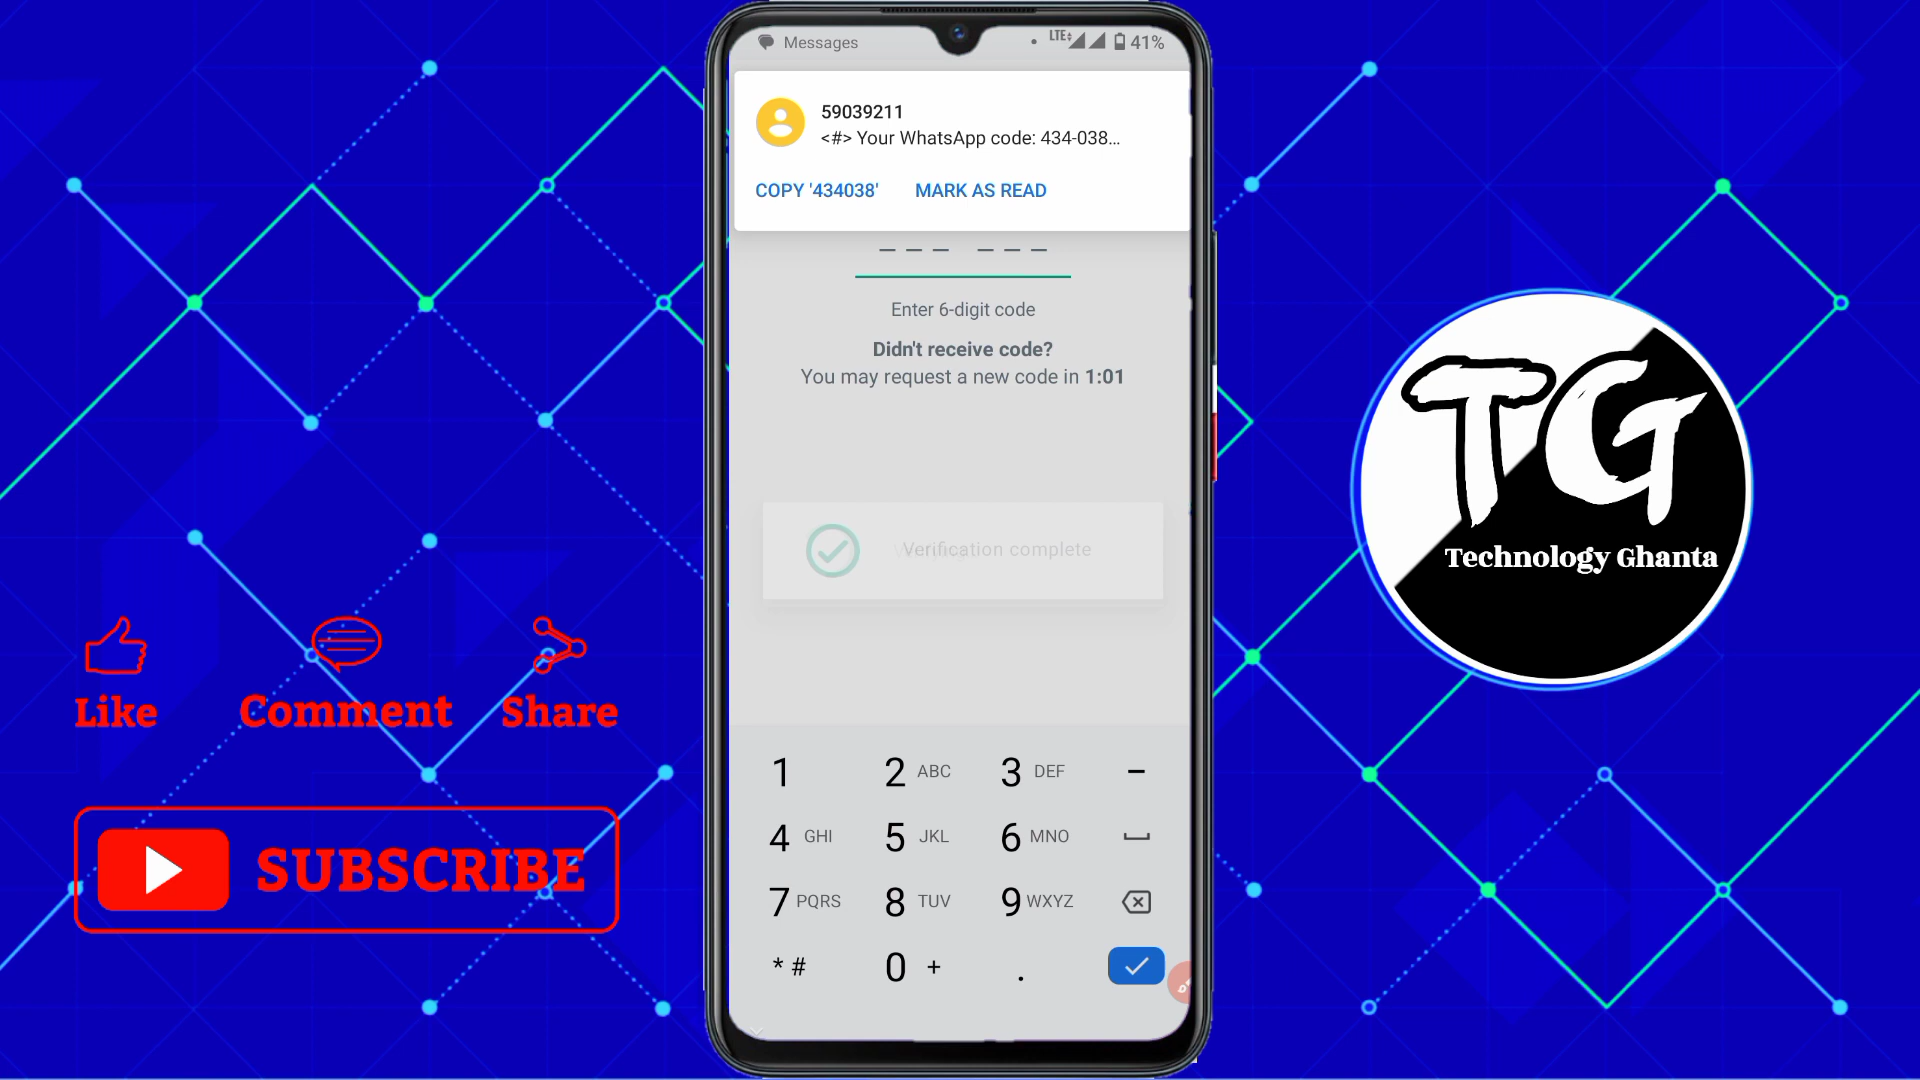 Messages
LTE 41%
59039211
<#> Your WhatsApp code: 434-038...
COPY '434038' MARK AS READ
Enter 6-digit code
Didn't receive code?
You may request a new code in 1:01
Verification complete
1 2 ABC 3 DEF -
4 GHI 5 JKL 6 MNO
7 PQRS 8 TUV 9 WXYZ
* # 0 + .
TG
Technology Ghanta
Like Comment Share
SUBSCRIBE